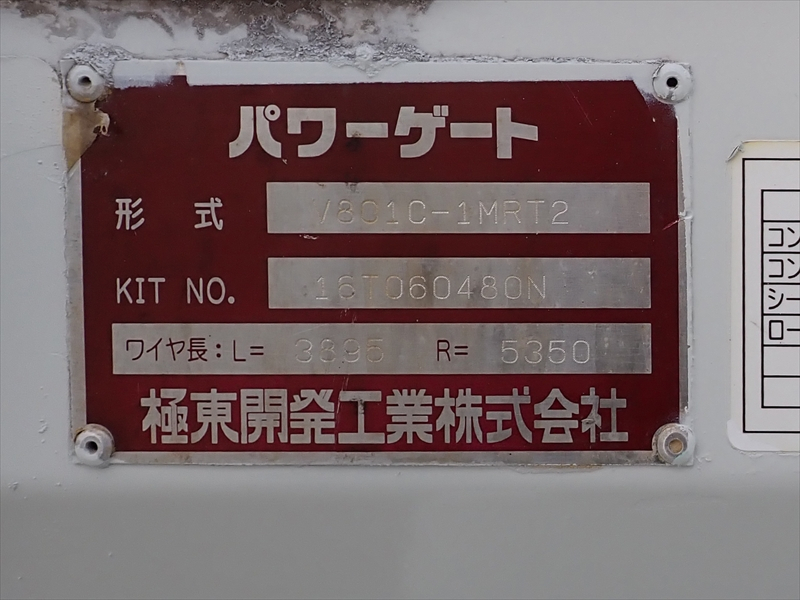 パワーゲート
形 式 V801C-1MRT2
KIT NO. 16T060480N
ワイヤ長:L= 3395 R= 5350
極東開発工業株式会社
コン
コン
シー
ロー